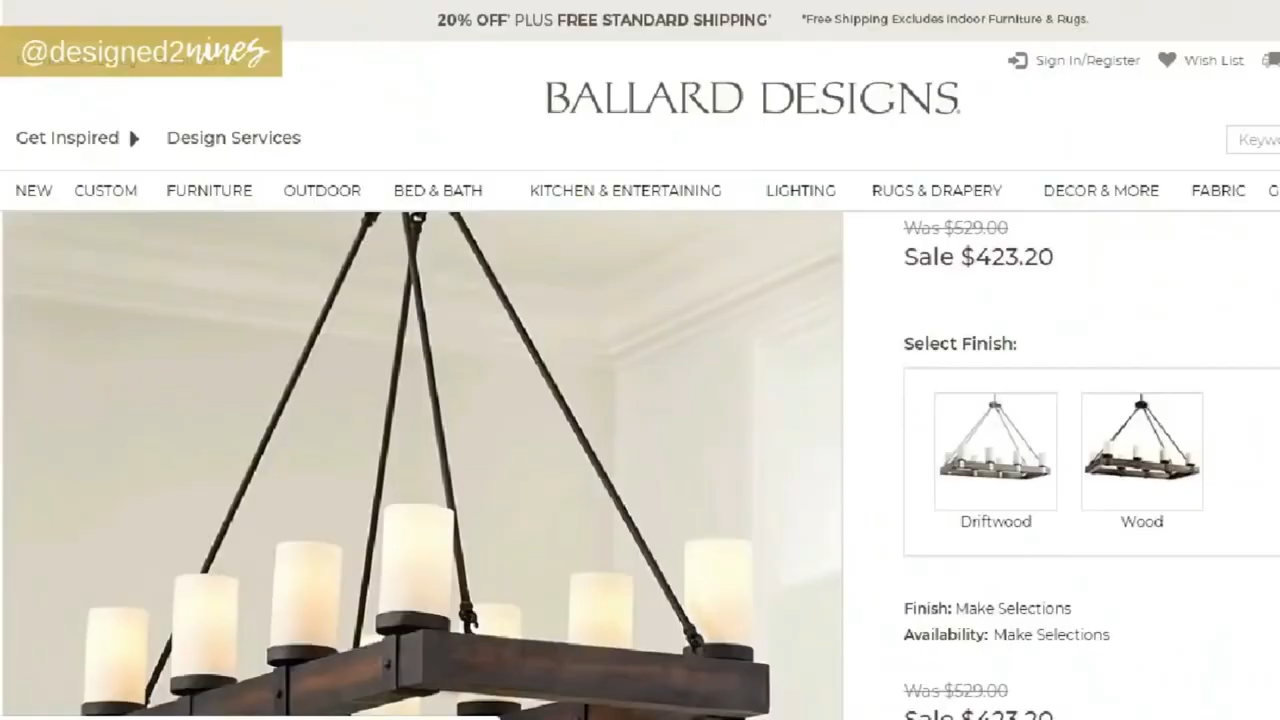 20% OFF* PLUS FREE STANDARD SHIPPING* *Free Shipping Excludes Indoor Furniture & Rugs.
@designed2nines
Sign In/Register Wish List
BALLARD DESIGNS
Get Inspired Design Services
NEW CUSTOM FURNITURE OUTDOOR BED & BATH KITCHEN & ENTERTAINING LIGHTING RUGS & DRAPERY DECOR & MORE FABRIC
Was $529.00
Sale $423.20
Select Finish:
Driftwood Wood
Finish: Make Selections
Availability: Make Selections
Was $529.00
Sale $423.20